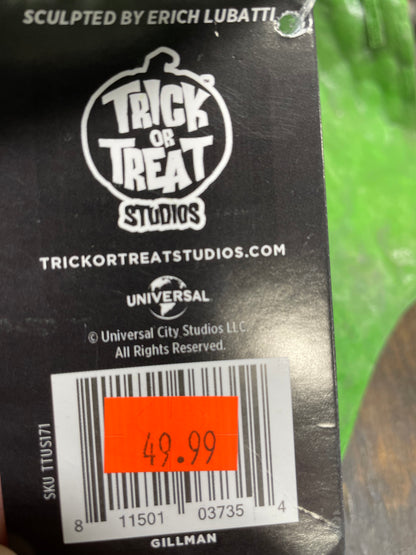 SCULPTED BY ERICH LUBATTI
TRICK
OR
TREAT
STUDIOS
TM
TRICKORTREATSTUDIOS.COM
UNIVERSAL
© Universal City Studios LLC.
All Rights Reserved.
SKU TTUS171
49.99
8 11501 03735 4
GILLMAN